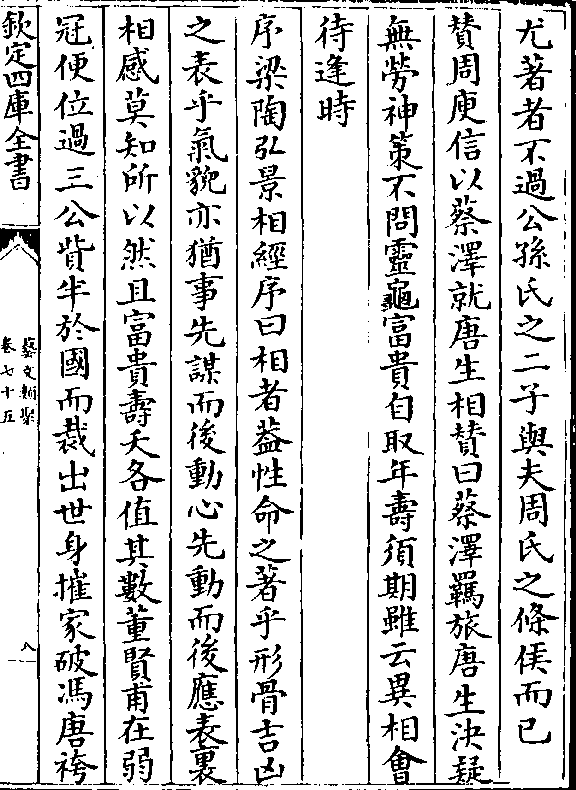 尤著者不過公孫氏之二子與夫周氏之條侯而已
賛周庾信以蔡澤就唐生相賛曰蔡澤羈旅唐生決疑
無勞神策不問靈龜富貴自取年壽須期雖云異相㑹
待逢時
序梁陶弘景相經序曰相者葢性命之著乎形骨吉凶
之表乎氣貌亦猶事先謀而後動心先動而後應表裏
相感莫知所以然且富貴壽夭各值其數董賢甫在弱
冠便位過三公貲半於國而裁出世身摧家破馮唐袴
欽定四庫全書
藝文類聚
卷七十五
八